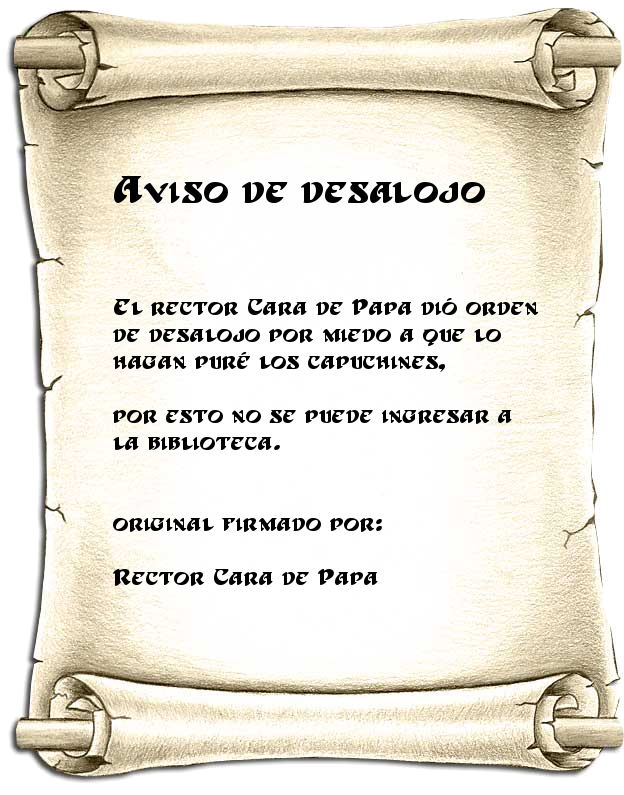 Aviso de desalojo
El rector Cara de Papa dió orden
de desalojo por miedo a que lo
hagan puré los capuchines,
por esto no se puede ingresar a
la biblioteca.
original firmado por:
Rector Cara de Papa